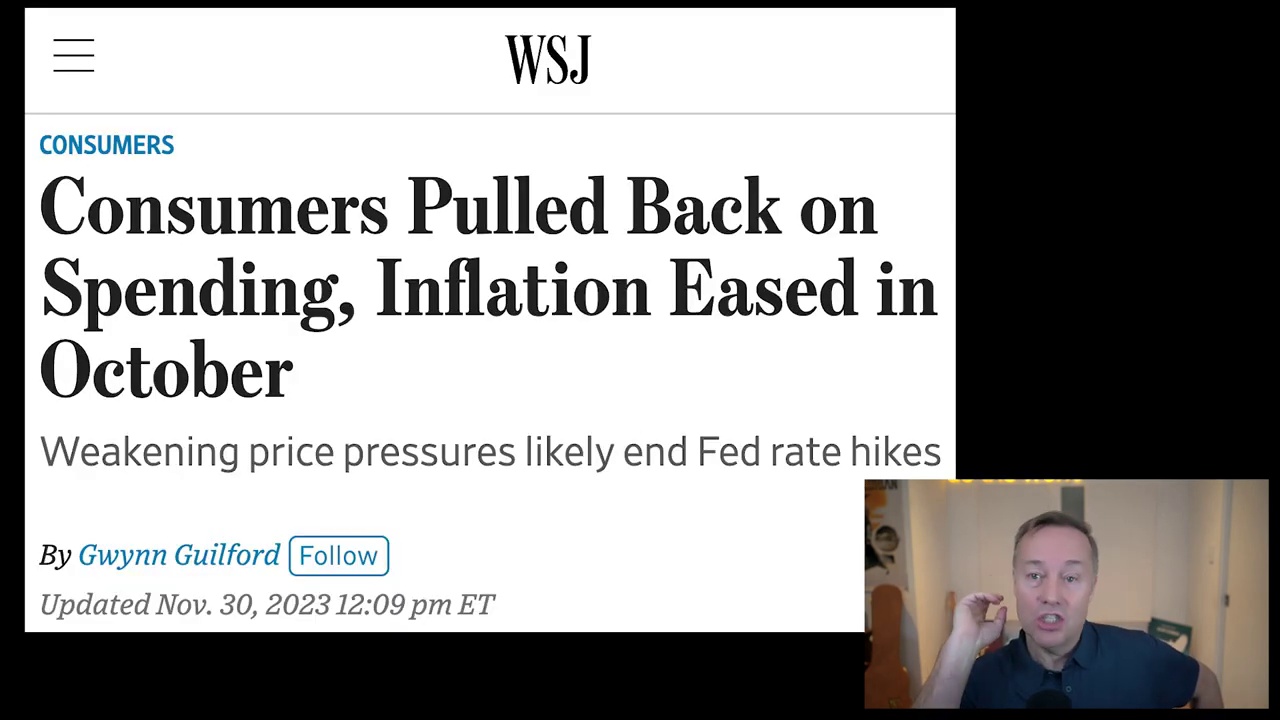 WSJ
CONSUMERS
Consumers Pulled Back on
Spending, Inflation Eased in
October
Weakening price pressures likely end Fed rate hikes
By Gwynn Guilford Follow
Updated Nov. 30, 2023 12:09 pm ET